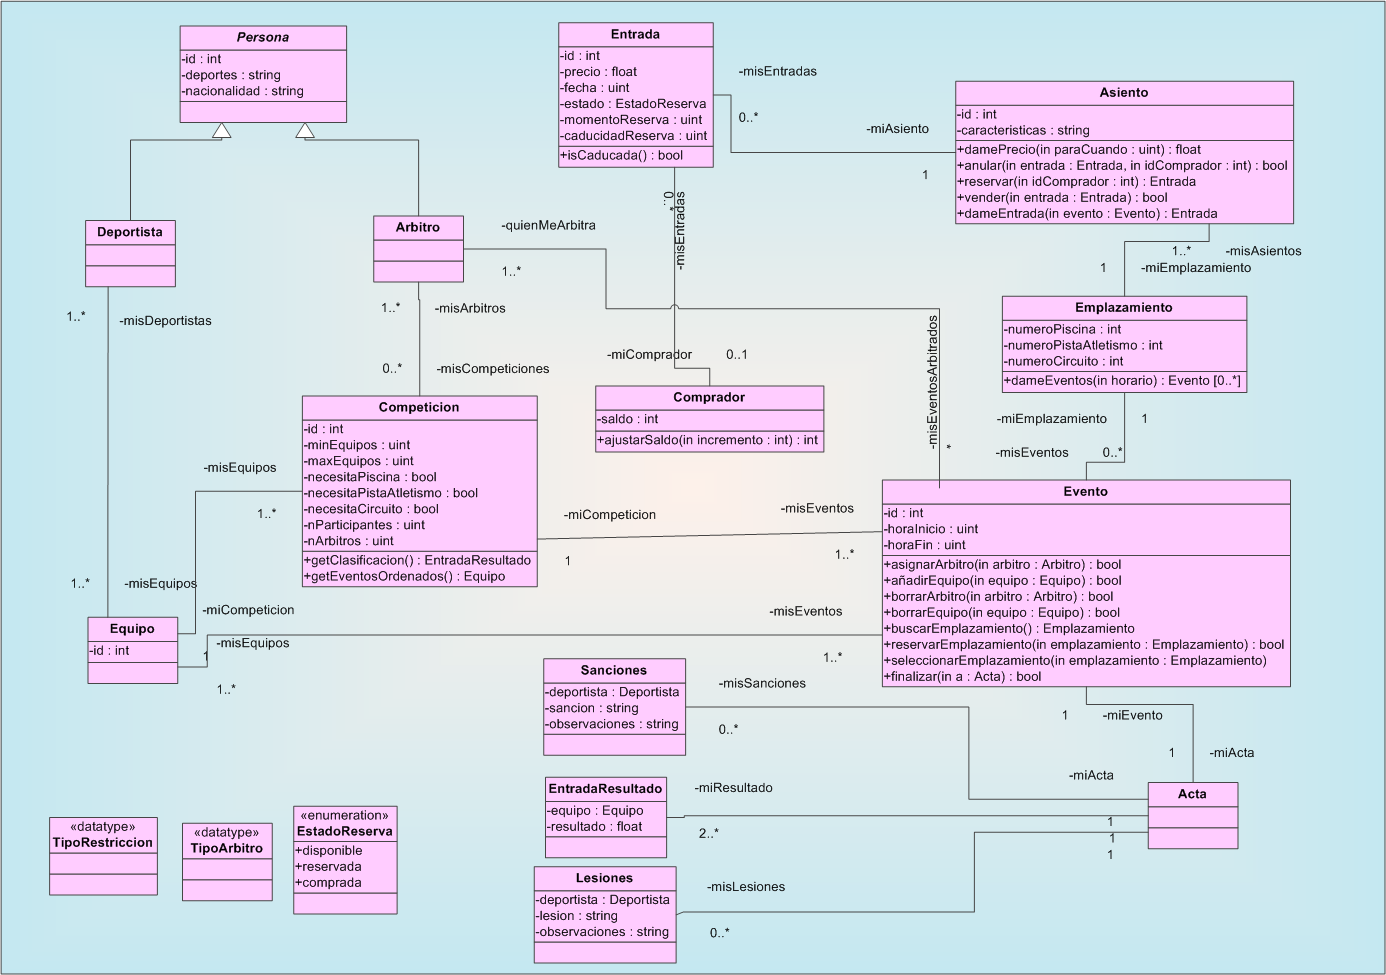 Persona
-id : int
-deportes : string
-nacionalidad : string
Entrada
-id : int
-precio : float
-fecha : uint
-estado : EstadoReserva
-momentoReserva : uint
-caducidadReserva : uint
+isCaducada() : bool
-misEntradas
0..*
-miAsiento
1
Asiento
-id : int
-caracteristicas : string
+damePrecio(in paraCuando : uint) : float
+anular(in entrada : Entrada, in idComprador : int) : bool
+reservar(in idComprador : int) : Entrada
+vender(in entrada : Entrada) : bool
+dameEntrada(in evento : Evento) : Entrada
Deportista
Arbitro
-quienMeArbitra
1..*
0..*
-misEntradas
1..*
-misAsientos
1
-miEmplazamiento
Emplazamiento
-numeroPiscina : int
-numeroPistaAtletismo : int
-numeroCircuito : int
+dameEventos(in horario) : Evento [0..*]
1..*
-misDeportistas
1..*
-misArbitros
0..*
-misCompeticiones
-miComprador
0..1
Comprador
-saldo : int
+ajustarSaldo(in incremento : int) : int
-misEventosArbitrados
*
-miEmplazamiento
1
-misEventos
0..*
Competicion
-id : int
-minEquipos : uint
-maxEquipos : uint
-necesitaPiscina : bool
-necesitaPistaAtletismo : bool
-necesitaCircuito : bool
-nParticipantes : uint
-nArbitros : uint
+getClasificacion() : EntradaResultado
+getEventosOrdenados() : Equipo
-misEquipos
1..*
-miCompeticion
1
-misEventos
1..*
Evento
-id : int
-horaInicio : uint
-horaFin : uint
+asignarArbitro(in arbitro : Arbitro) : bool
+añadirEquipo(in equipo : Equipo) : bool
+borrarArbitro(in arbitro : Arbitro) : bool
+borrarEquipo(in equipo : Equipo) : bool
+buscarEmplazamiento() : Emplazamiento
+reservarEmplazamiento(in emplazamiento : Emplazamiento) : bool
+seleccionarEmplazamiento(in emplazamiento : Emplazamiento)
+finalizar(in a : Acta) : bool
1..*
-misEquipos
-miCompeticion
1
Equipo
-id : int
-misEquipos
1..*
-misEventos
1..*
Sanciones
-deportista : Deportista
-sancion : string
-observaciones : string
-misSanciones
0..*
1
-miEvento
1
-miActa
-miActa
Acta
EntradaResultado
-equipo : Equipo
-resultado : float
-miResultado
2..*
1
1
1
Lesiones
-deportista : Deportista
-lesion : string
-observaciones : string
-misLesiones
0..*
«datatype»
TipoRestriccion
«datatype»
TipoArbitro
«enumeration»
EstadoReserva
+disponible
+reservada
+comprada